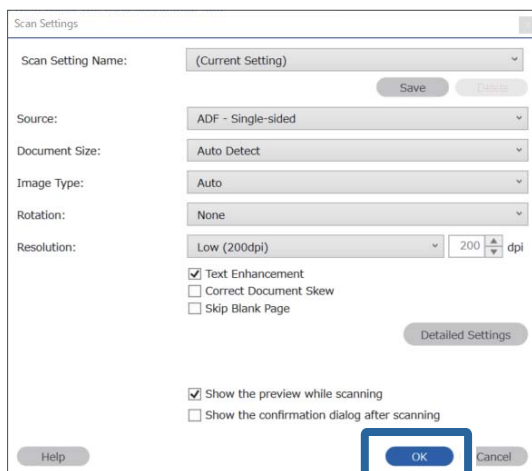 Scan Settings
Scan Setting Name: (Current Setting)
Save Delete
Source: ADF - Single-sided
Document Size: Auto Detect
Image Type: Auto
Rotation: None
Resolution: Low (200dpi) 200 dpi
Text Enhancement
Correct Document Skew
Skip Blank Page
Detailed Settings
Show the preview while scanning
Show the confirmation dialog after scanning
Help OK Cancel